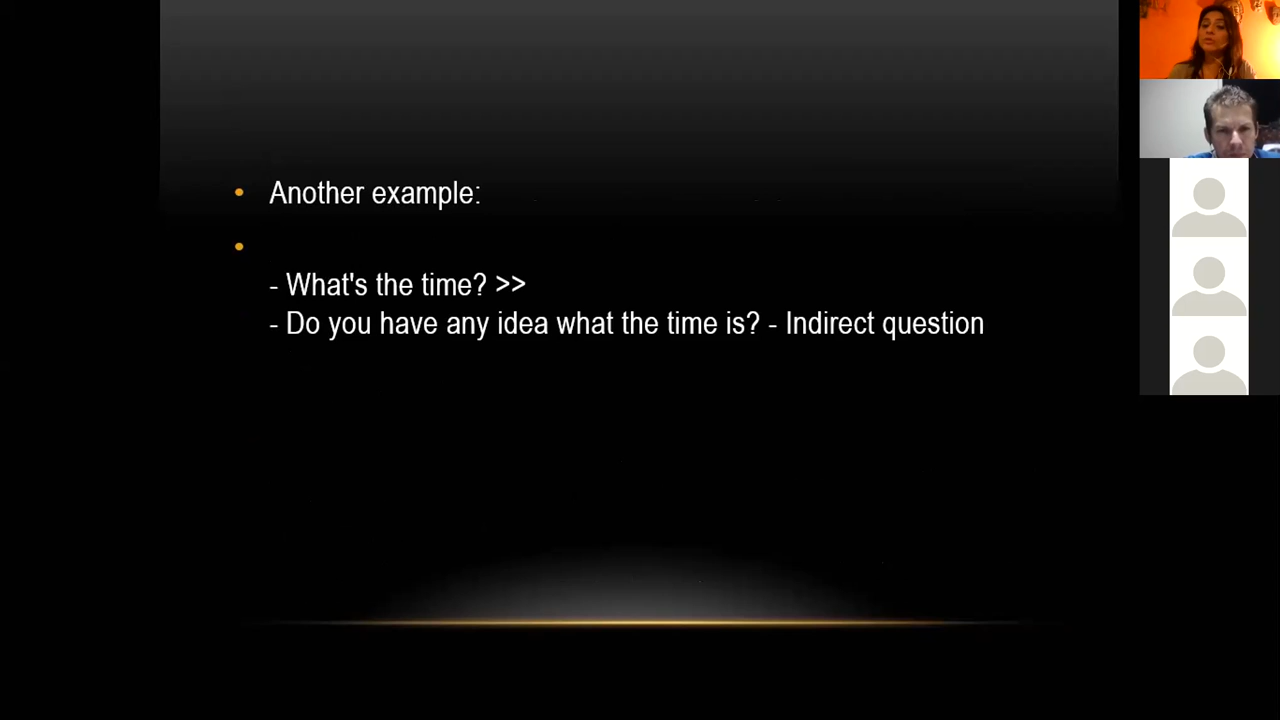 Another example:
- What's the time? >>
- Do you have any idea what the time is? - Indirect question